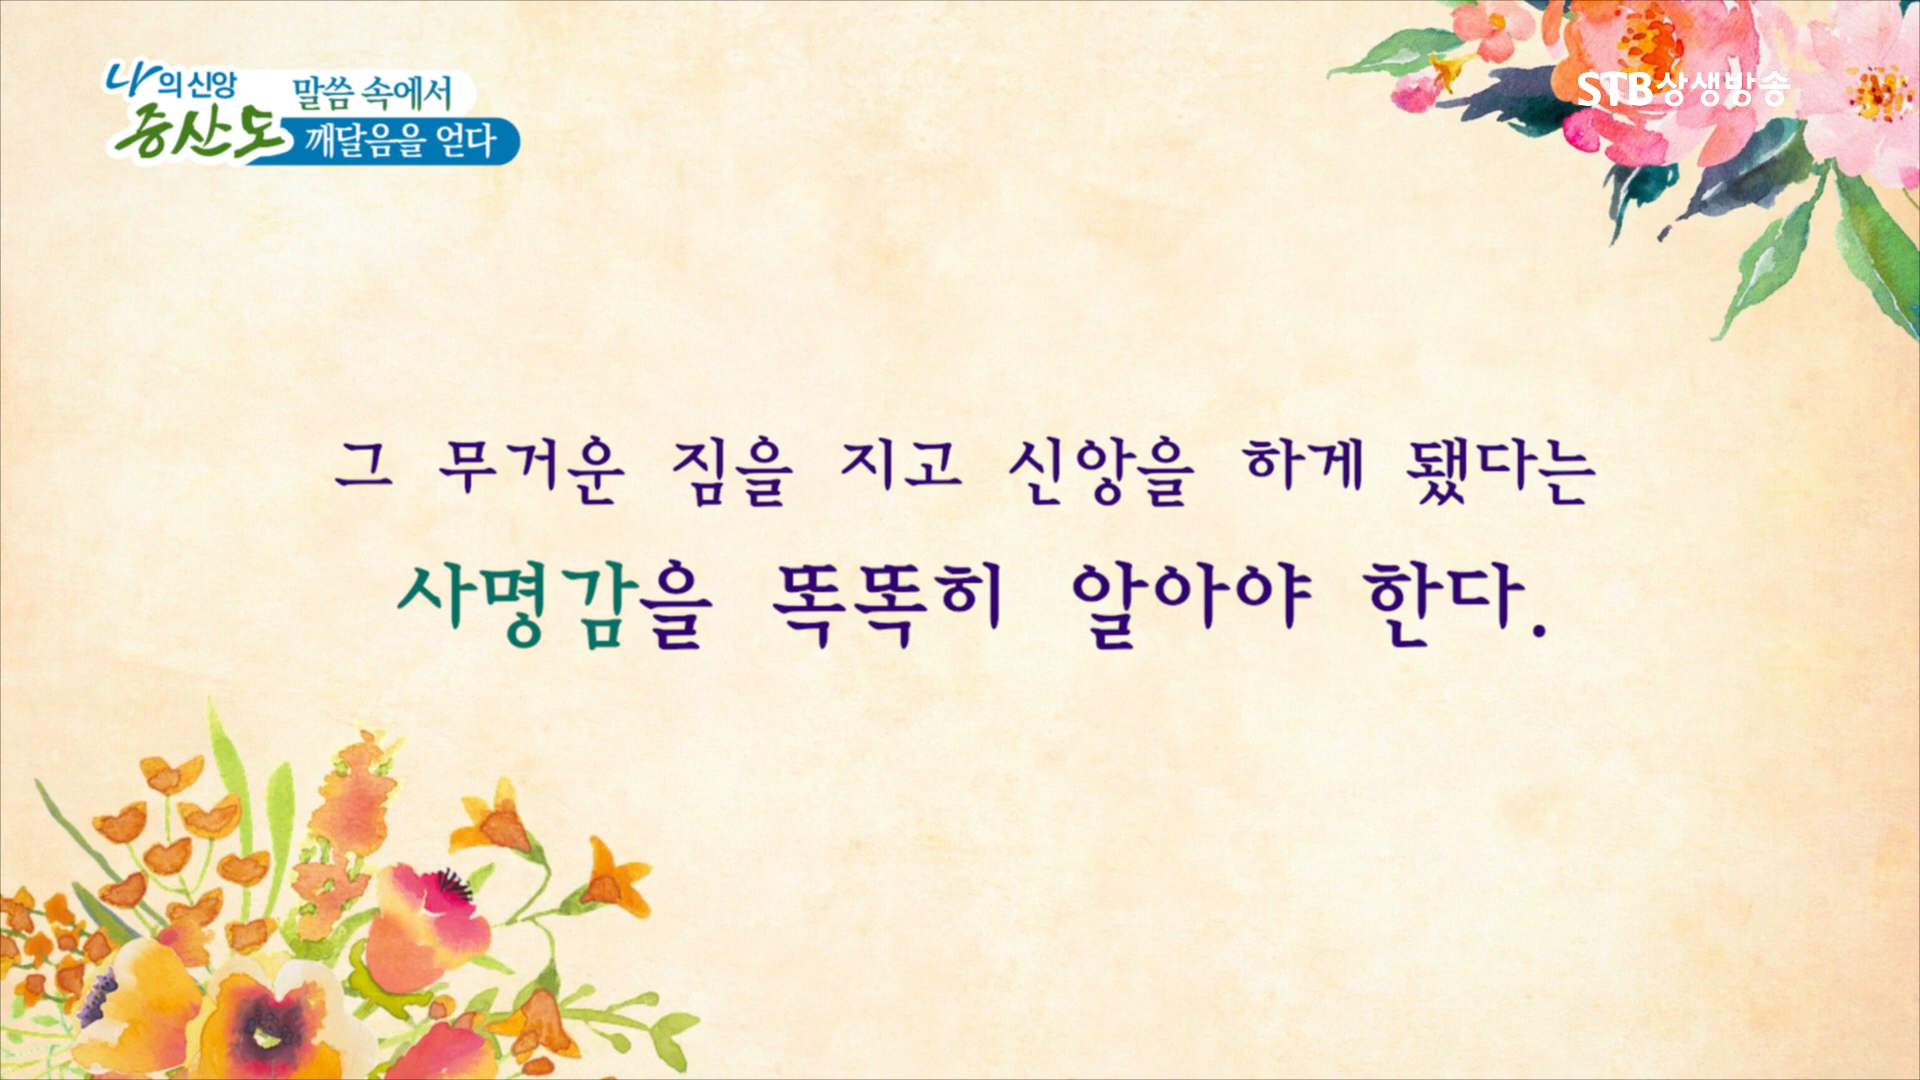 나의 신앙
증산도
말씀 속에서
깨달음을 얻다
STB상생방송
그 무거운 짐을 지고 신앙을 하게 됐다는
사명감을 똑똑히 알아야 한다.